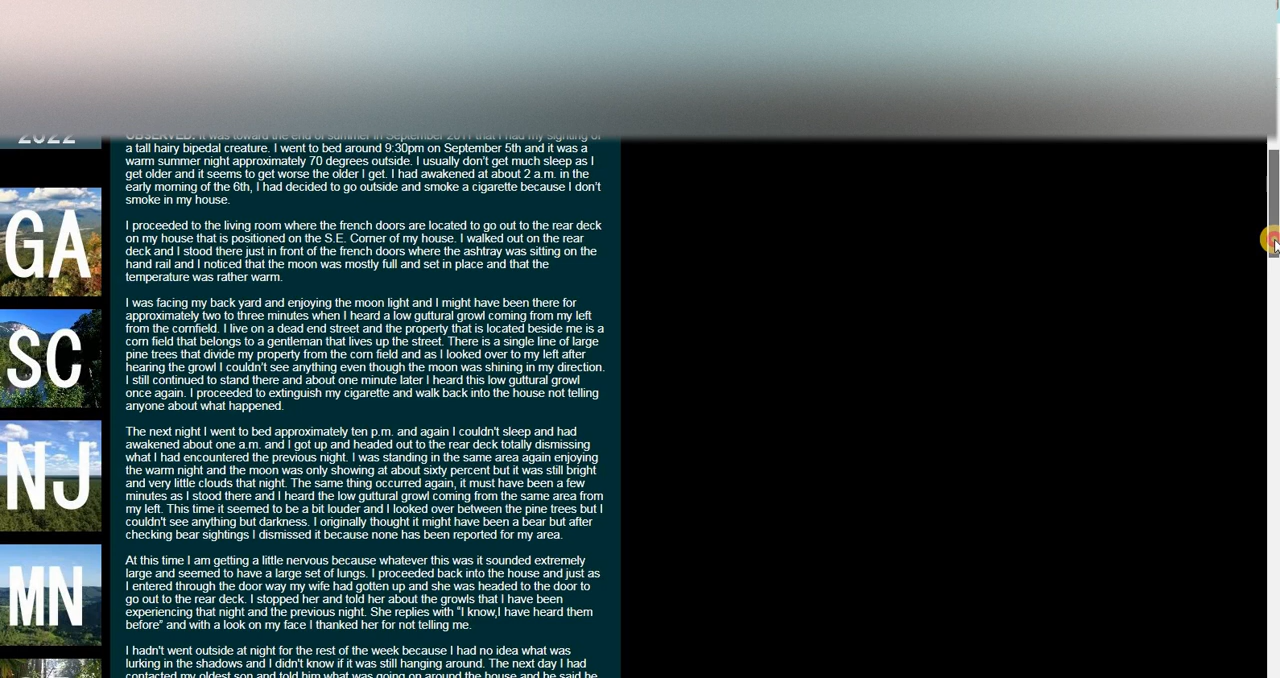 2022
GA
SC
NJ
MN
OBSERVED: It was toward the end of summer in September 2011 that I had my sighting of
a tall hairy bipedal creature. I went to bed around 9:30pm on September 5th and it was a
warm summer night approximately 70 degrees outside. I usually don't get much sleep as I
get older and it seems to get worse the older I get. I had awakened at about 2 a.m. in the
early morning of the 6th, I had decided to go outside and smoke a cigarette because I don't
smoke in my house.
I proceeded to the living room where the french doors are located to go out to the rear deck
on my house that is positioned on the S.E. Corner of my house. I walked out on the rear
deck and I stood there just in front of the french doors where the ashtray was sitting on the
hand rail and I noticed that the moon was mostly full and set in place and that the
temperature was rather warm.
I was facing my back yard and enjoying the moon light and I might have been there for
approximately two to three minutes when I heard a low guttural growl coming from my left
from the cornfield. I live on a dead end street and the property that is located beside me is a
corn field that belongs to a gentleman that lives up the street. There is a single line of large
pine trees that divide my property from the corn field and as I looked over to my left after
hearing the growl I couldn't see anything even though the moon was shining in my direction.
I still continued to stand there and about one minute later I heard this low guttural growl
once again. I proceeded to extinguish my cigarette and walk back into the house not telling
anyone about what happened.
The next night I went to bed approximately ten p.m. and again I couldn't sleep and had
awakened about one a.m. and I got up and headed out to the rear deck totally dismissing
what I had encountered the previous night. I was standing in the same area again enjoying
the warm night and the moon was only showing at about sixty percent but it was still bright
and very little clouds that night. The same thing occurred again, it must have been a few
minutes as I stood there and I heard the low guttural growl coming from the same area from
my left. This time it seemed to be a bit louder and I looked over between the pine trees but I
couldn't see anything but darkness. I originally thought it might have been a bear but after
checking bear sightings I dismissed it because none has been reported for my area.
At this time I am getting a little nervous because whatever this was it sounded extremely
large and seemed to have a large set of lungs. I proceeded back into the house and just as
I entered through the door way my wife had gotten up and she was headed to the door to
go out to the rear deck. I stopped her and told her about the growls that I have been
experiencing that night and the previous night. She replies with “I know,I have heard them
before” and with a look on my face I thanked her for not telling me.
I hadn't went outside at night for the rest of the week because I had no idea what was
lurking in the shadows and I didn't know if it was still hanging around. The next day I had
contacted my oldest son and told him what was going on around the house and he said he